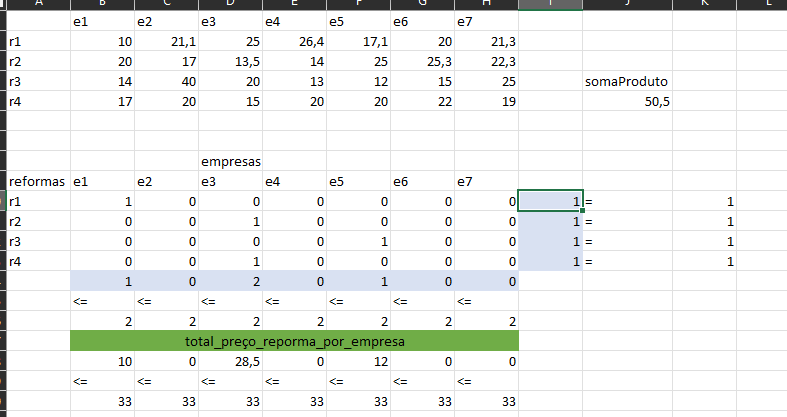 A B C D E F G H I J K L
e1 e2 e3 e4 e5 e6 e7
r1 10 21,1 25 26,4 17,1 20 21,3
r2 20 17 13,5 14 25 25,3 22,3
r3 14 40 20 13 12 15 25 somaProduto
r4 17 20 15 20 20 22 19 50,5
empresas
reformas e1 e2 e3 e4 e5 e6 e7
r1 1 0 0 0 0 0 0 1 = 1
r2 0 0 1 0 0 0 0 1 = 1
r3 0 0 0 0 1 0 0 1 = 1
r4 0 0 1 0 0 0 0 1 = 1
1 0 2 0 1 0 0
<= <= <= <= <= <= <=
2 2 2 2 2 2 2
total_preço_reporma_por_empresa
10 0 28,5 0 12 0 0
<= <= <= <= <= <= <=
33 33 33 33 33 33 33